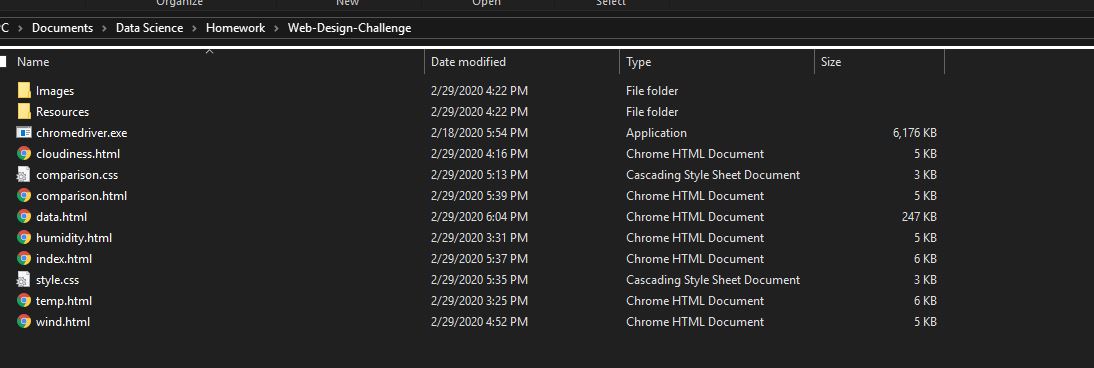 Organize New Open Select
PC > Documents > Data Science > Homework > Web-Design-Challenge
Name Date modified Type Size
Images 2/29/2020 4:22 PM File folder
Resources 2/29/2020 4:22 PM File folder
chromedriver.exe 2/18/2020 5:54 PM Application 6,176 KB
cloudiness.html 2/29/2020 4:16 PM Chrome HTML Document 5 KB
comparison.css 2/29/2020 5:13 PM Cascading Style Sheet Document 3 KB
comparison.html 2/29/2020 5:39 PM Chrome HTML Document 5 KB
data.html 2/29/2020 6:04 PM Chrome HTML Document 247 KB
humidity.html 2/29/2020 3:31 PM Chrome HTML Document 5 KB
index.html 2/29/2020 5:37 PM Chrome HTML Document 6 KB
style.css 2/29/2020 5:35 PM Cascading Style Sheet Document 3 KB
temp.html 2/29/2020 3:25 PM Chrome HTML Document 6 KB
wind.html 2/29/2020 4:52 PM Chrome HTML Document 5 KB